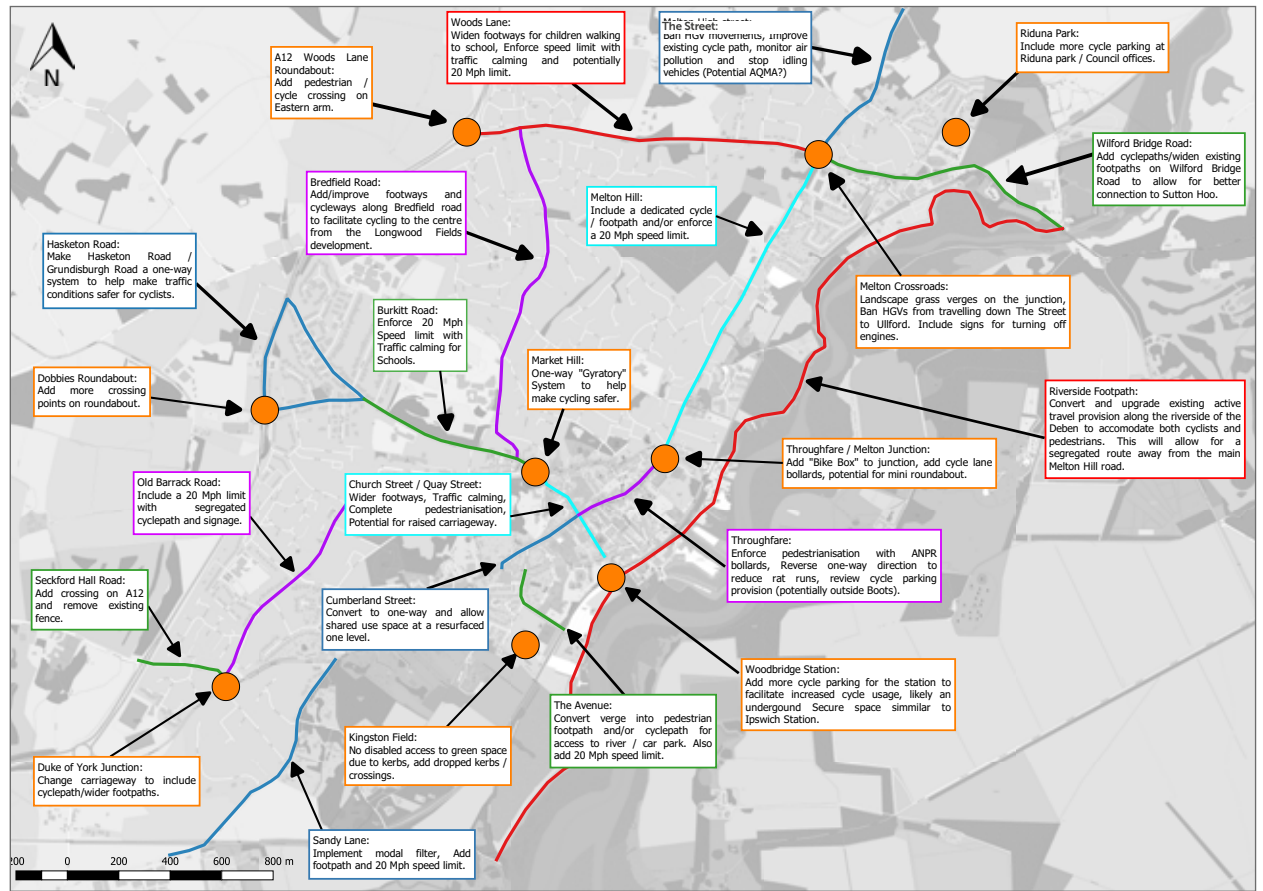 N
A12 Woods Lane
Roundabout:
Add pedestrian /
cycle crossing on
Eastern arm.
Woods Lane:
Widen footways for children walking
to school, Enforce speed limit with
traffic calming and potentially
20 Mph limit.
The Street:
Ban HGV movements, Improve
existing cycle path, monitor air
pollution and stop idling
vehicles (Potential AQMA?)
Riduna Park:
Include more cycle parking at
Riduna park / Council offices.
Wilford Bridge Road:
Add cyclepaths/widen existing
footpaths on Wilford Bridge
Road to allow for better
connection to Sutton Hoo.
Bredfield Road:
Add/improve footways and
cycleways along Bredfield road
to facilitate cycling to the centre
from the Longwood Fields
development.
Melton Hill:
Include a dedicated cycle
/ footpath and/or enforce
a 20 Mph speed limit.
Hasketon Road:
Make Hasketon Road /
Grundisburgh Road a one-way
system to help make traffic
conditions safer for cyclists.
Melton Crossroads:
Landscape grass verges on the junction,
Ban HGVs from travelling down The Street
to Ullford. Include signs for turning off
engines.
Burkitt Road:
Enforce 20 Mph
Speed limit with
Traffic calming for
Schools.
Market Hill:
One-way "Gyratory"
System to help
make cycling safer.
Dobbies Roundabout:
Add more crossing
points on roundabout.
Riverside Footpath:
Convert and upgrade existing active
travel provision along the riverside of the
Deben to accomodate both cyclists and
pedestrians. This will allow for a
segregated route away from the main
Melton Hill road.
Throughfare / Melton Junction:
Add "Bike Box" to junction, add cycle lane
bollards, potential for mini roundabout.
Old Barrack Road:
Include a 20 Mph limit
with segregated
cyclepath and signage.
Church Street / Quay Street:
Wider footways, Traffic calming,
Complete pedestrianisation,
Potential for raised carriageway.
Throughfare:
Enforce pedestrianisation with ANPR
bollards, Reverse one-way direction to
reduce rat runs, review cycle parking
provision (potentially outside Boots).
Seckford Hall Road:
Add crossing on A12
and remove existing
fence.
Cumberland Street:
Convert to one-way and allow
shared use space at a resurfaced
one level.
Woodbridge Station:
Add more cycle parking for the station to
facilitate increased cycle usage, likely an
undergound Secure space simmilar to
Ipswich Station.
The Avenue:
Convert verge into pedestrian
footpath and/or cyclepath for
access to river / car park. Also
add 20 Mph speed limit.
Kingston Field:
No disabled access to green space
due to kerbs, add dropped kerbs /
crossings.
Duke of York Junction:
Change carriageway to include
cyclepath/wider footpaths.
Sandy Lane:
Implement modal filter, Add
footpath and 20 Mph speed limit.
200 0 200 400 600 800 m